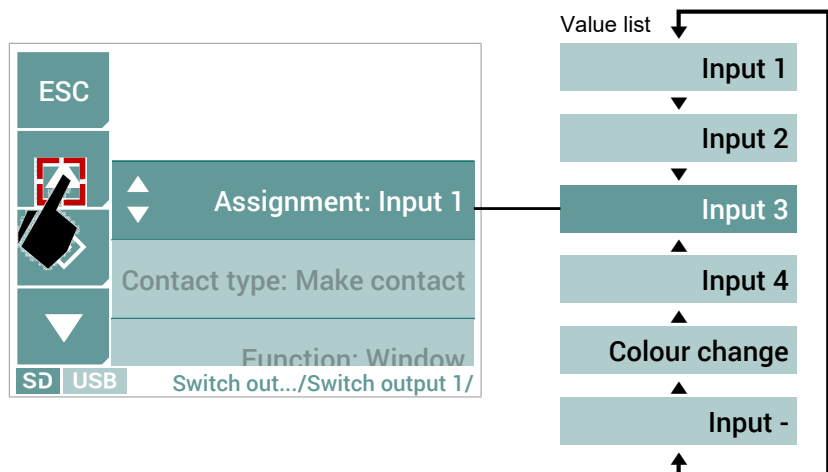 ESC
Assignment: Input 1
Contact type: Make contact
Function: Window
SD USB
Switch out.../Switch output 1/
Value list
Input 1
Input 2
Input 3
Input 4
Colour change
Input -